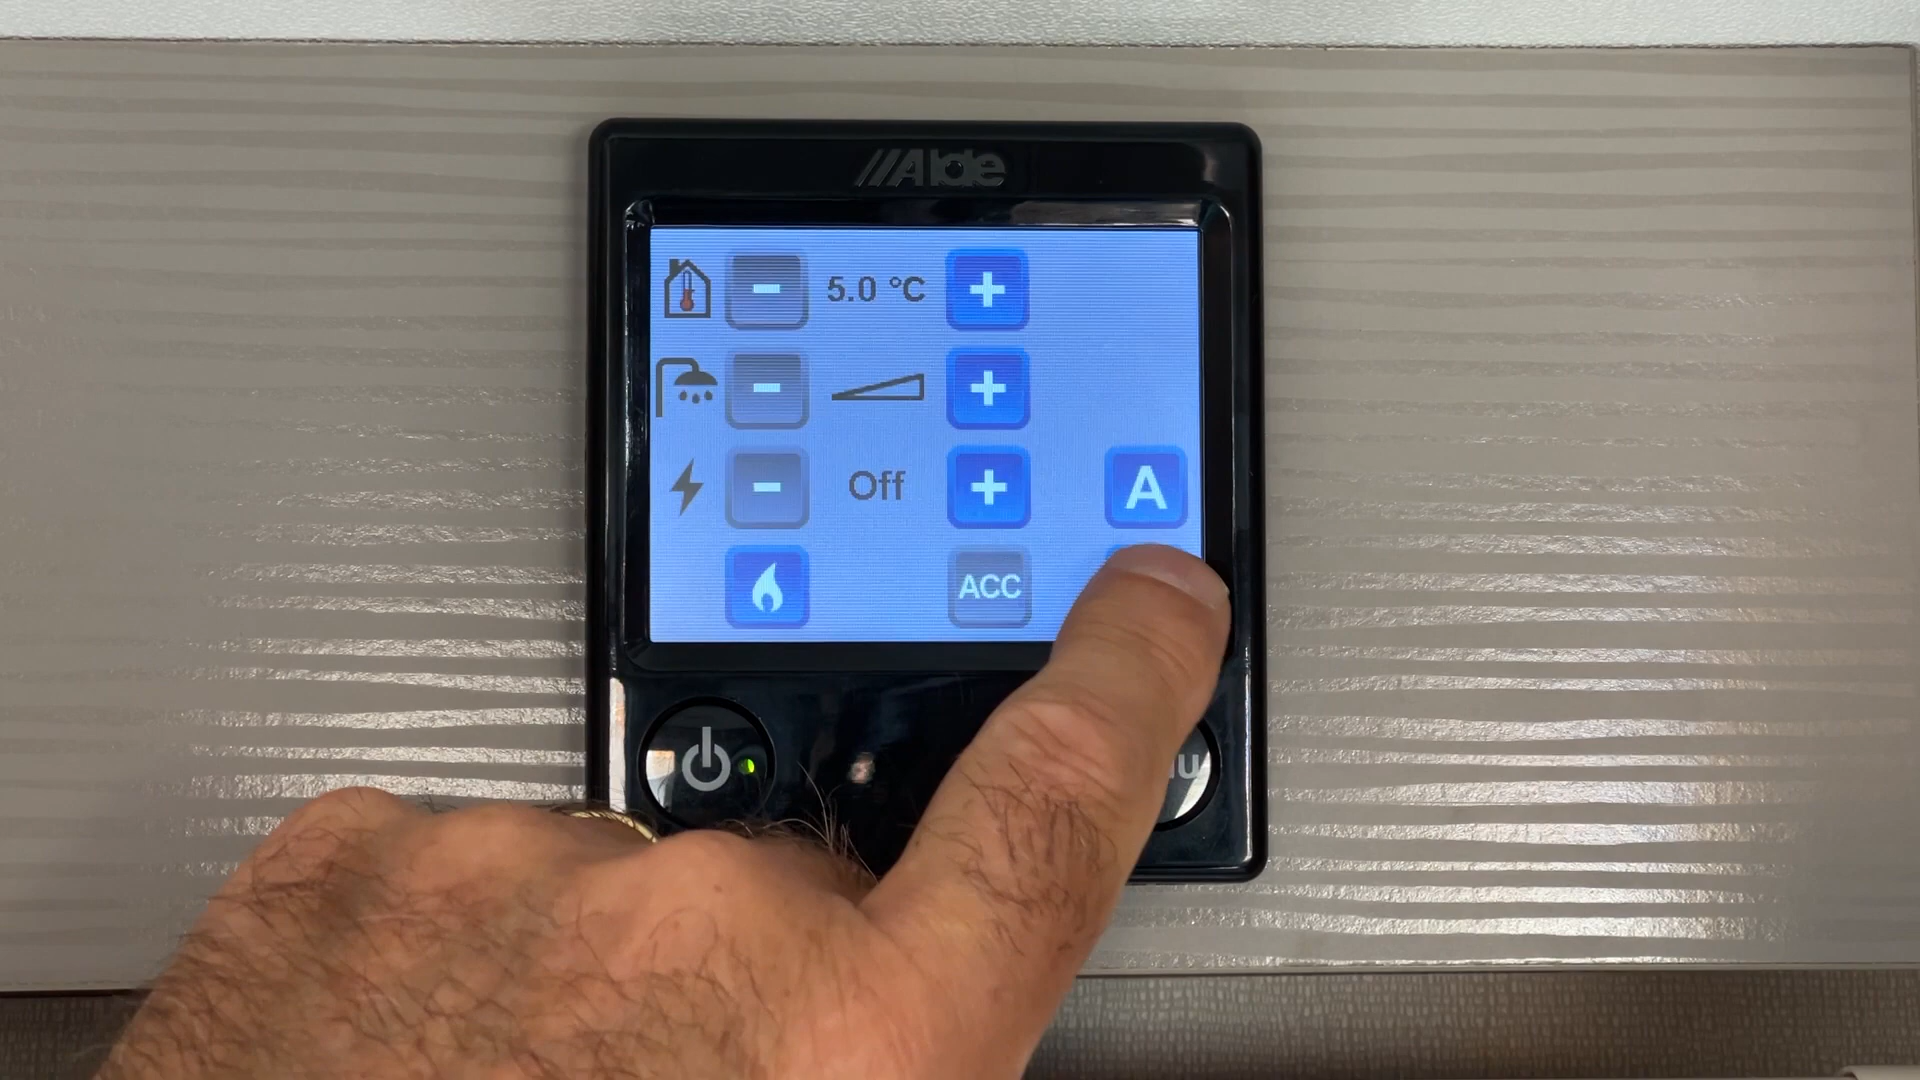 Alde
- 5.0 °C +
- +
- Off + A
ACC